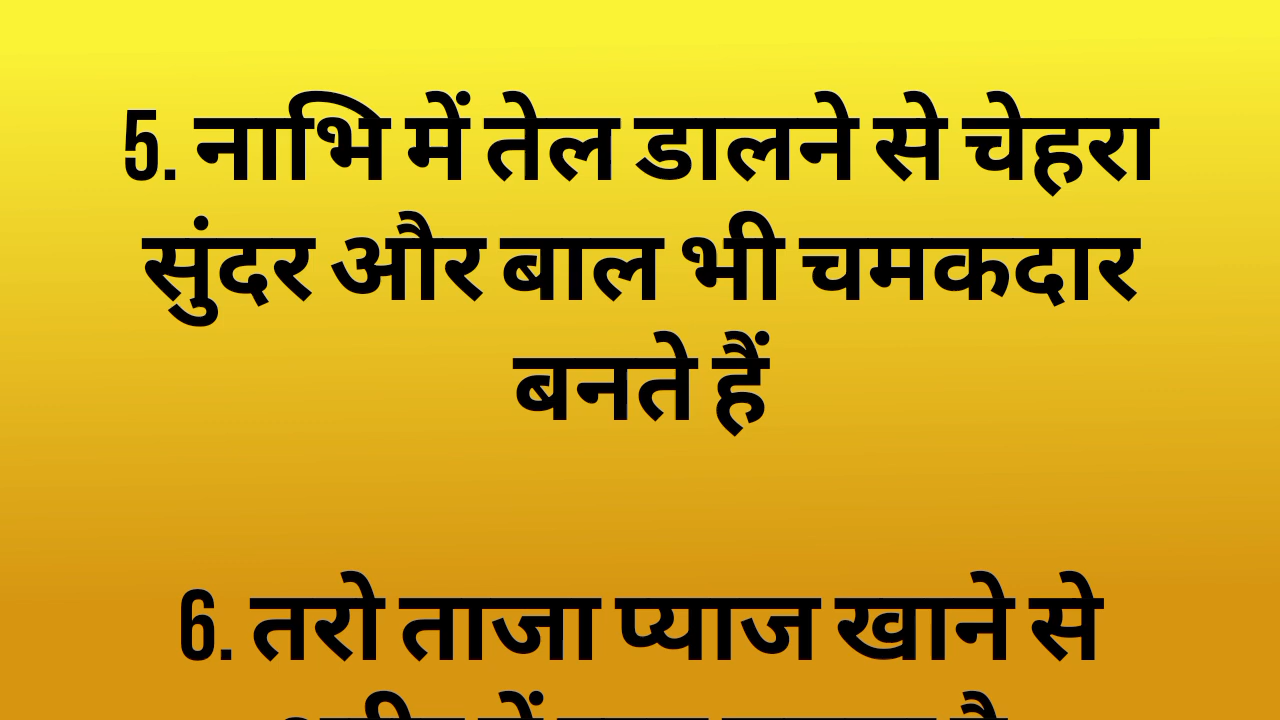 5. नाभि में तेल डालने से चेहरा
सुंदर और बाल भी चमकदार
बनते हैं
6. तरो ताजा प्याज खाने से